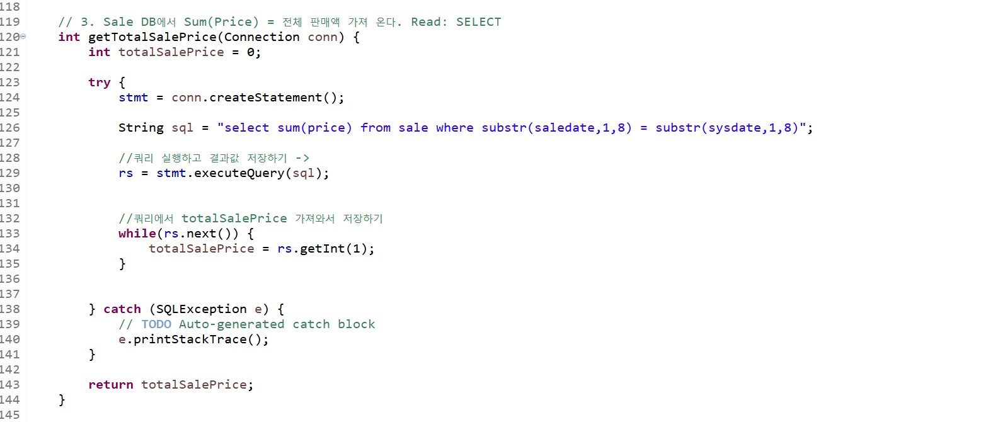 118
119 // 3. Sale DB에서 Sum(Price) = 전체 판매액 가져 온다. Read: SELECT
120 int getTotalSalePrice(Connection conn) {
121 int totalSalePrice = 0;
122
123 try {
124 stmt = conn.createStatement();
125
126 String sql = "select sum(price) from sale where substr(saledate,1,8) = substr(sysdate,1,8)";
127
128 //쿼리 실행하고 결과값 저장하기 ->
129 rs = stmt.executeQuery(sql);
130
131
132 //쿼리에서 totalSalePrice 가져와서 저장하기
133 while(rs.next()) {
134 totalSalePrice = rs.getInt(1);
135 }
136
137
138 } catch (SQLException e) {
139 // TODO Auto-generated catch block
140 e.printStackTrace();
141 }
142
143 return totalSalePrice;
144 }
145